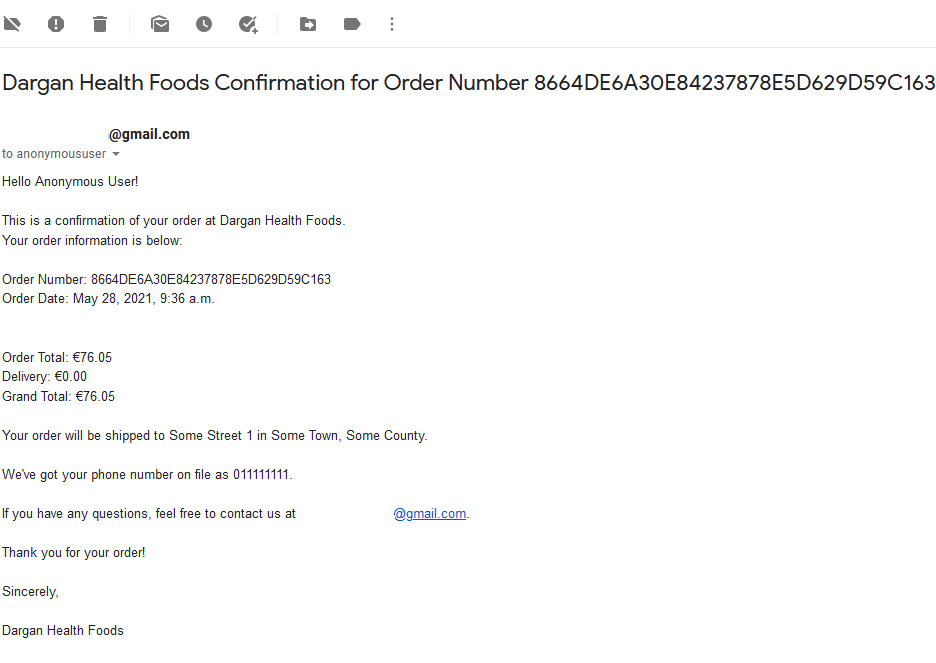 Dargan Health Foods Confirmation for Order Number 8664DE6A30E84237878E5D629D59C163
@gmail.com
to anonymoususer
Hello Anonymous User!
This is a confirmation of your order at Dargan Health Foods.
Your order information is below:
Order Number: 8664DE6A30E84237878E5D629D59C163
Order Date: May 28, 2021, 9:36 a.m.
Order Total: €76.05
Delivery: €0.00
Grand Total: €76.05
Your order will be shipped to Some Street 1 in Some Town, Some County.
We've got your phone number on file as 011111111.
If you have any questions, feel free to contact us at @gmail.com.
Thank you for your order!
Sincerely,
Dargan Health Foods